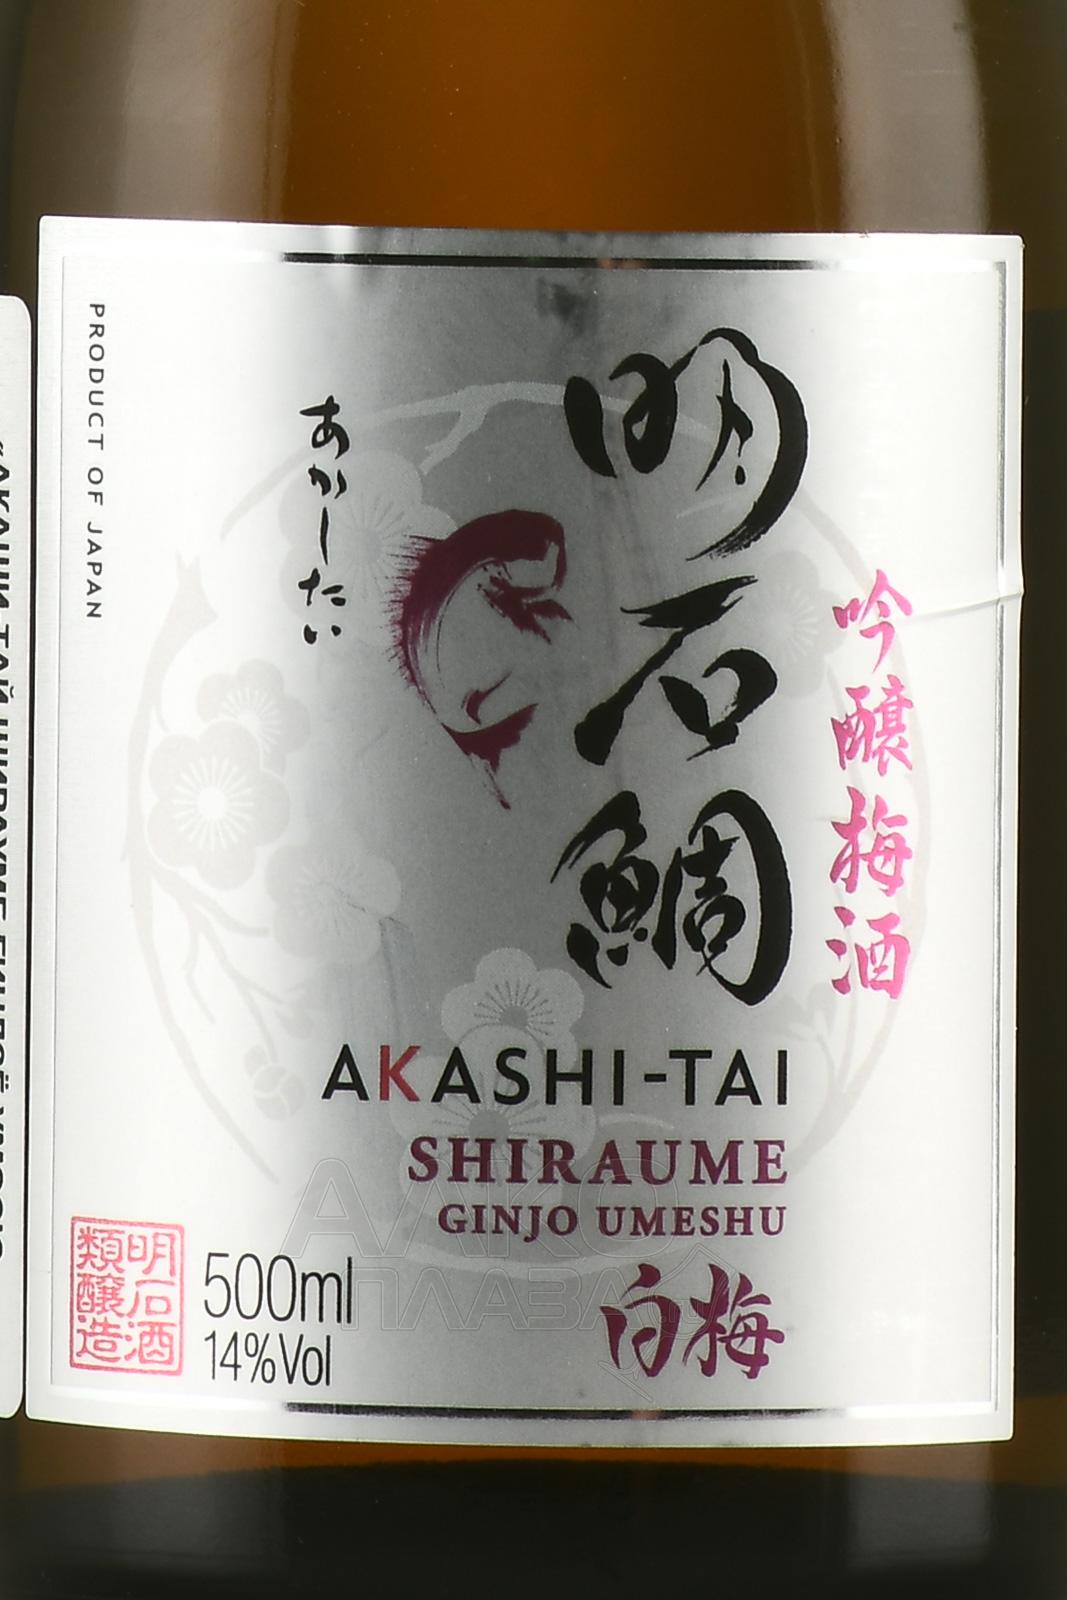 PRODUCT OF JAPAN
あかしたい
明石鯛
吟醸梅酒
AKASHI-TAI
SHIRAUME
GINJO UMESHU
白梅
500ml
14%Vol
明石酒
類醸造
АЛКО
ПЛАЗА